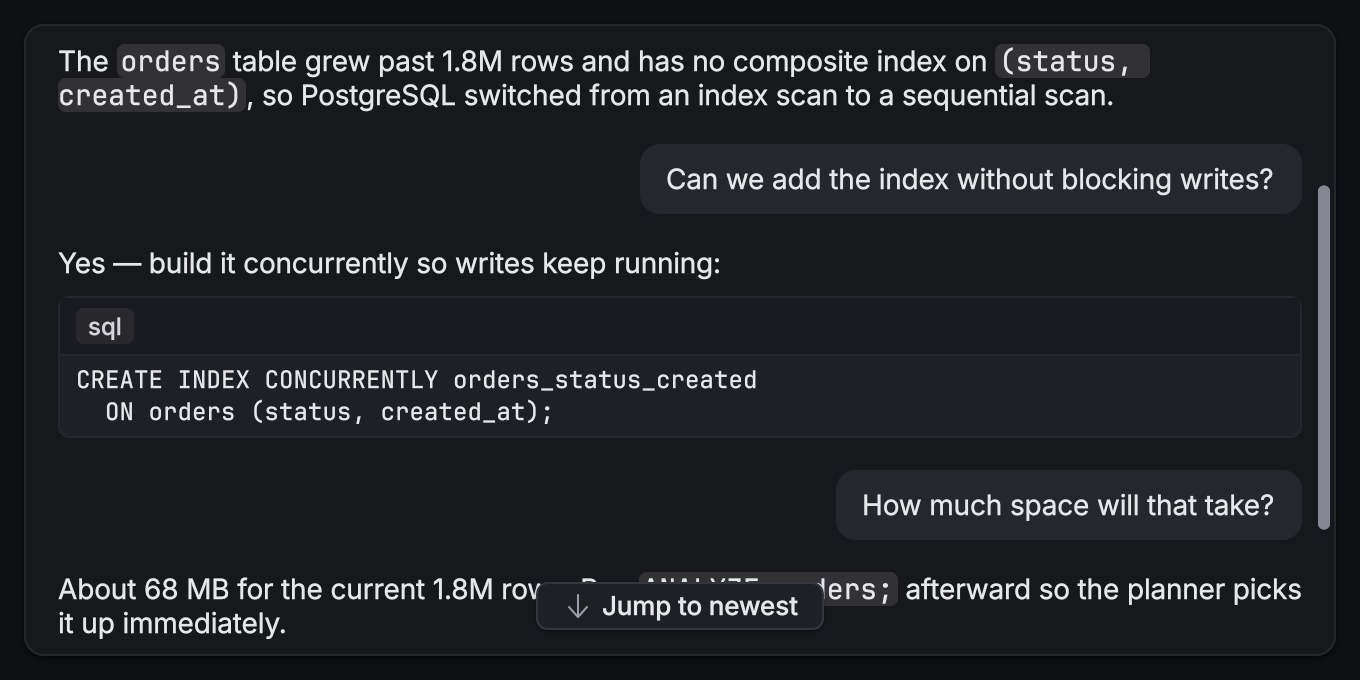 The orders table grew past 1.8M rows and has no composite index on (status,
created_at), so PostgreSQL switched from an index scan to a sequential scan.
Can we add the index without blocking writes?
Yes — build it concurrently so writes keep running:
sql
CREATE INDEX CONCURRENTLY orders_status_created
  ON orders (status, created_at);
How much space will that take?
About 68 MB for the current 1.8M afterward so the planner picks
Jump to newest
it up immediately.